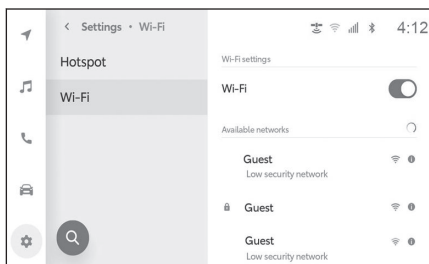 < Settings • Wi-Fi
4:12
Hotspot
Wi-Fi
Wi-Fi settings
Wi-Fi
Available networks
Guest
Low security network
Guest
Guest
Low security network